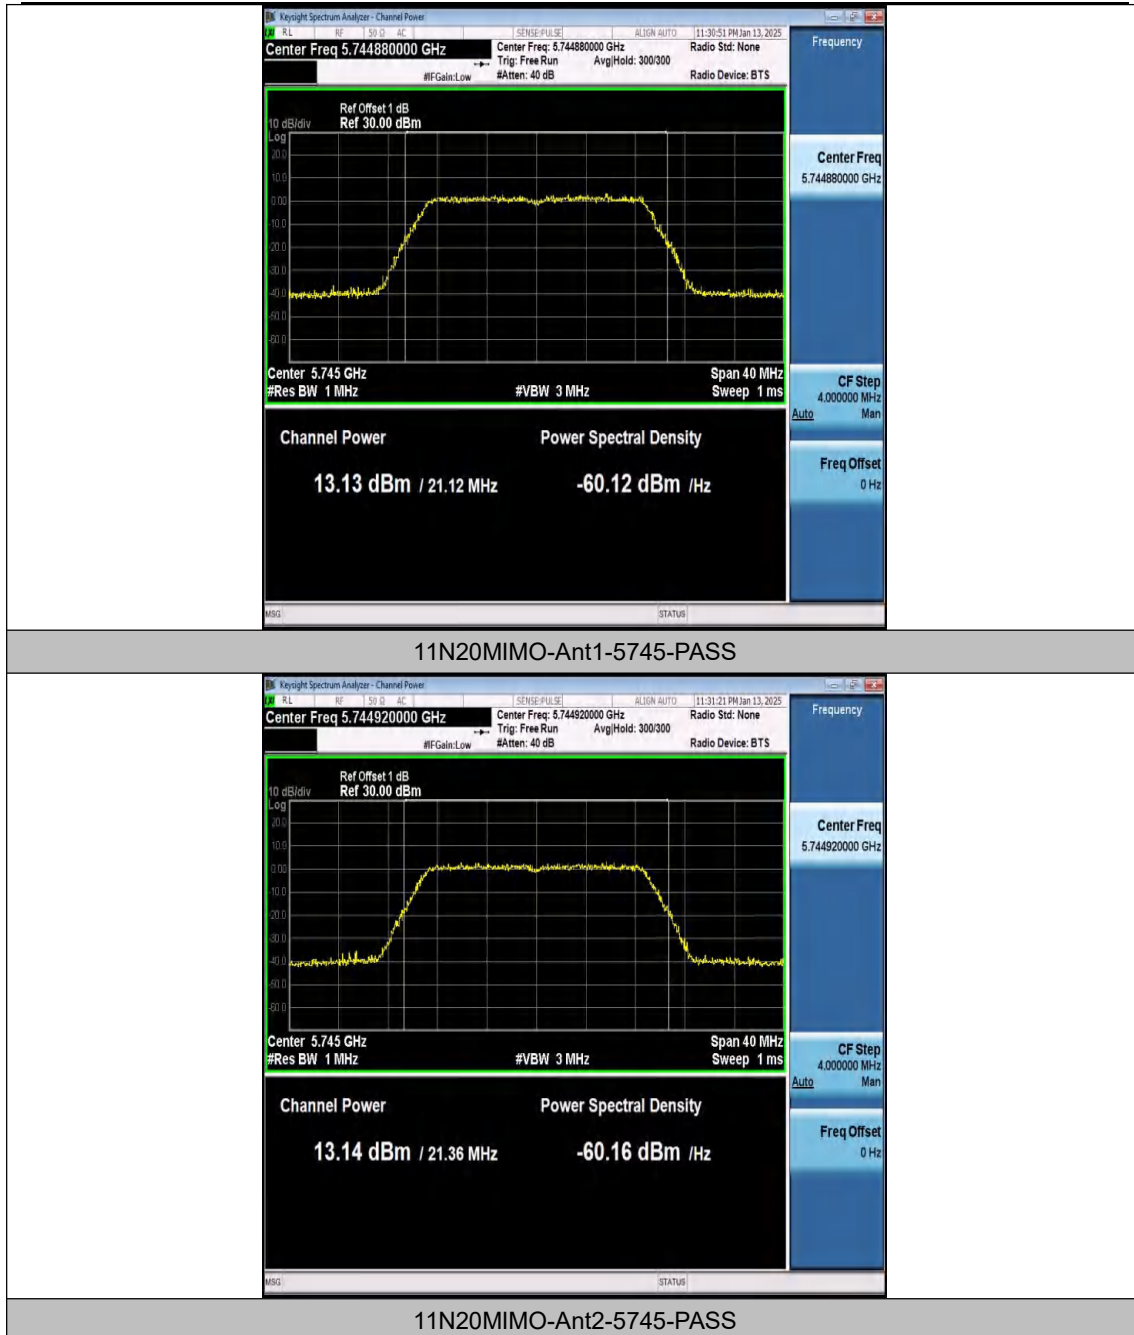 Keysight Spectrum Analyzer - Channel Power
RL RF 50 Ω AC SENSE:PULSE ALIGN AUTO 11:30:51 PM Jan 13, 2025
Center Freq 5.744880000 GHz
Center Freq: 5.744880000 GHz
Radio Std: None
Trig: Free Run Avg|Hold: 300/300
#IFGain:Low
#Atten: 40 dB
Radio Device: BTS
Frequency
Ref Offset 1 dB
10 dB/div Ref 30.00 dBm
Log
20.0
10.0
0.00
-10.0
-20.0
-30.0
-40.0
-50.0
-60.0
Center 5.745 GHz Span 40 MHz
#Res BW 1 MHz #VBW 3 MHz Sweep 1 ms
Center Freq
5.744880000 GHz
CF Step
4.000000 MHz
Auto Man
Freq Offset
0 Hz
Channel Power Power Spectral Density
13.13 dBm / 21.12 MHz -60.12 dBm /Hz
MSG STATUS
11N20MIMO-Ant1-5745-PASS
Keysight Spectrum Analyzer - Channel Power
RL RF 50 Ω AC SENSE:PULSE ALIGN AUTO 11:31:21 PM Jan 13, 2025
Center Freq 5.744920000 GHz
Center Freq: 5.744920000 GHz
Radio Std: None
Trig: Free Run Avg|Hold: 300/300
#IFGain:Low
#Atten: 40 dB
Radio Device: BTS
Frequency
Ref Offset 1 dB
10 dB/div Ref 30.00 dBm
Log
20.0
10.0
0.00
-10.0
-20.0
-30.0
-40.0
-50.0
-60.0
Center 5.745 GHz Span 40 MHz
#Res BW 1 MHz #VBW 3 MHz Sweep 1 ms
Center Freq
5.744920000 GHz
CF Step
4.000000 MHz
Auto Man
Freq Offset
0 Hz
Channel Power Power Spectral Density
13.14 dBm / 21.36 MHz -60.16 dBm /Hz
MSG STATUS
11N20MIMO-Ant2-5745-PASS